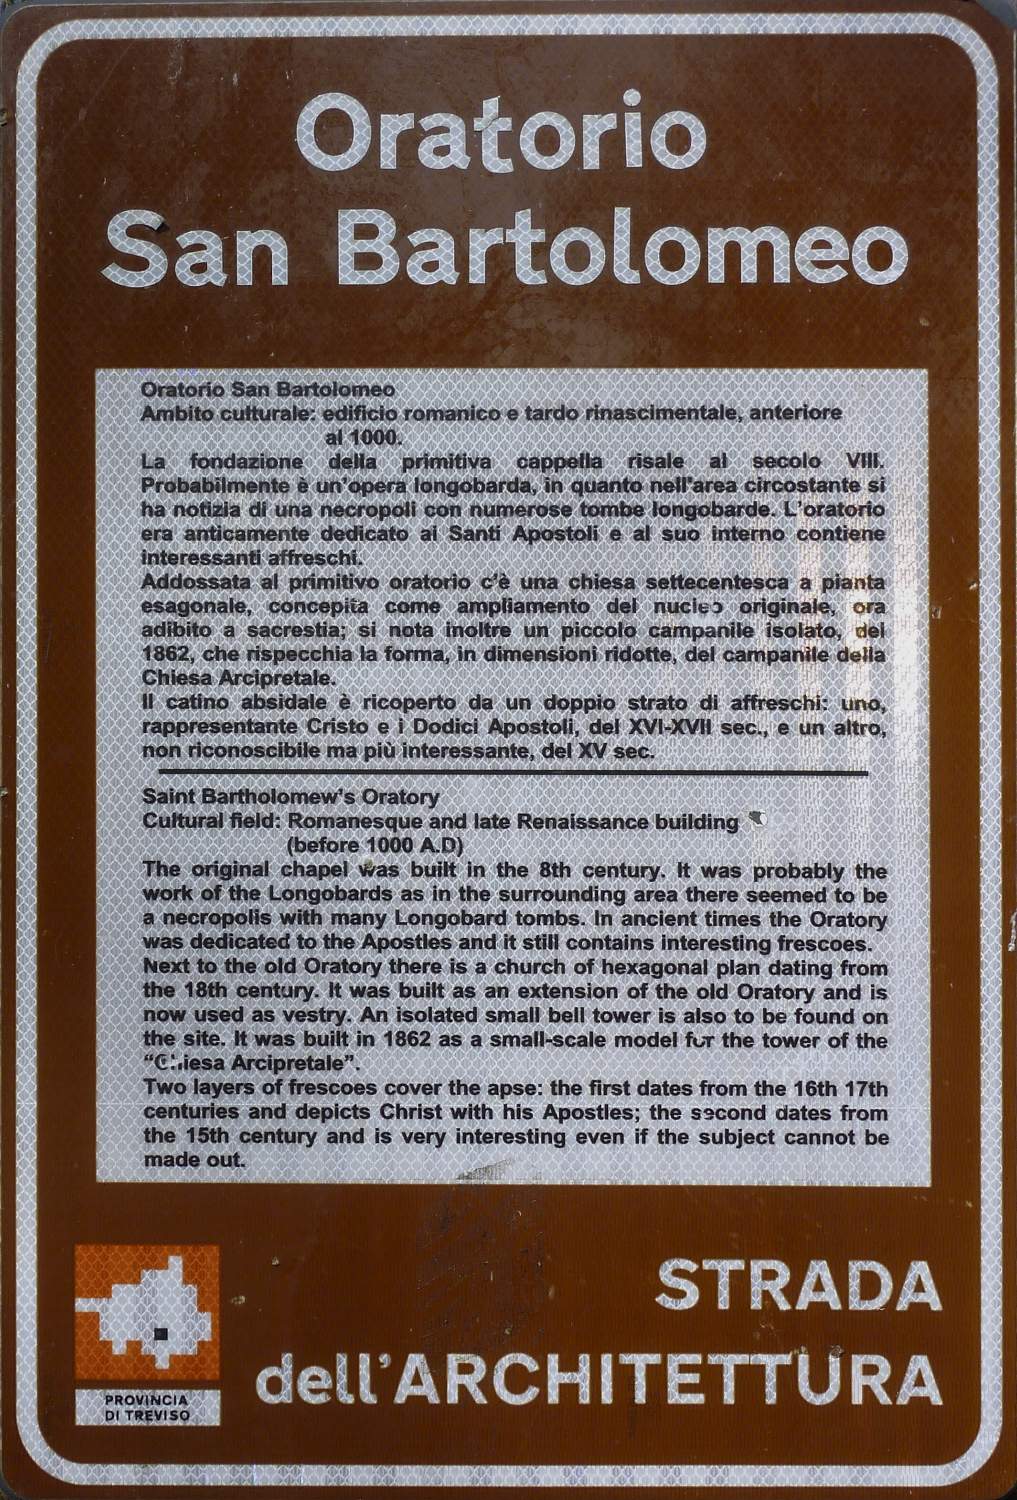 Oratorio
San Bartolomeo
Oratorio San Bartolomeo
Ambito culturale: edificio romanico e tardo rinascimentale, anteriore
al 1000.
La fondazione della primitiva cappella risale al secolo VIII.
Probabilmente è un'opera longobarda, in quanto nell'area circostante si
ha notizia di una necropoli con numerose tombe longobarde. L'oratorio
era anticamente dedicato ai Santi Apostoli e al suo interno contiene
interessanti affreschi.
Addossata al primitivo oratorio c'è una chiesa settecentesca a pianta
esagonale, concepita come ampliamento del nucleo originale, ora
adibito a sacrestia; si nota inoltre un piccolo campanile isolato, del
1862, che rispecchia la forma, in dimensioni ridotte, del campanile della
Chiesa Arcipretale.
Il catino absidale è ricoperto da un doppio strato di affreschi: uno,
rappresentante Cristo e i Dodici Apostoli, del XVI-XVII sec., e un altro,
non riconoscibile ma più interessante, del XV sec.
Saint Bartholomew's Oratory
Cultural field: Romanesque and late Renaissance building
(before 1000 A.D)
The original chapel was built in the 8th century. It was probably the
work of the Longobards as in the surrounding area there seemed to be
a necropolis with many Longobard tombs. In ancient times the Oratory
was dedicated to the Apostles and it still contains interesting frescoes.
Next to the old Oratory there is a church of hexagonal plan dating from
the 18th century. It was built as an extension of the old Oratory and is
now used as vestry. An isolated small bell tower is also to be found on
the site. It was built in 1862 as a small-scale model for the tower of the
“Chiesa Arcipretale”.
Two layers of frescoes cover the apse: the first dates from the 16th 17th
centuries and depicts Christ with his Apostles; the second dates from
the 15th century and is very interesting even if the subject cannot be
made out.
STRADA
dell'ARCHITETTURA
PROVINCIA
DI TREVISO